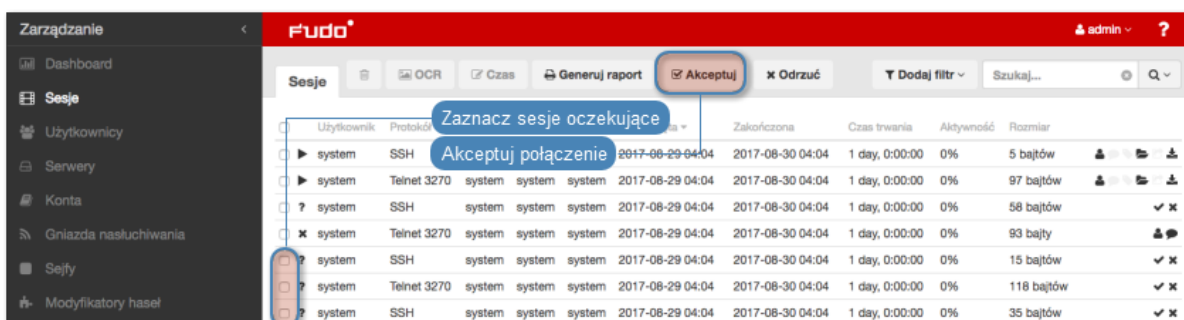 Zarządzanie FUDO admin ?
Dashboard
Sesje OCR Czas Generuj raport Akceptuj Odrzuć Dodaj filtr Szukaj...
Sesje
Zaznacz sesje oczekujące
Użytkownik Protokół Zakończona Czas trwania Aktywność Rozmiar
Użytkownicy
Akceptuj połączenie
system SSH 2017-08-29 04:04 2017-08-30 04:04 1 day, 0:00:00 0% 5 bajtów
Serwery
system Telnet 3270 system system system 2017-08-29 04:04 2017-08-30 04:04 1 day, 0:00:00 0% 97 bajtów
Konta
? system SSH system system system 2017-08-29 04:04 2017-08-30 04:04 1 day, 0:00:00 0% 58 bajtów
Gniazda nasłuchiwania
system Telnet 3270 system system system 2017-08-29 04:04 2017-08-30 04:04 1 day, 0:00:00 0% 93 bajty
Sejfy
? system SSH system system system 2017-08-29 04:04 2017-08-30 04:04 1 day, 0:00:00 0% 15 bajtów
? system Telnet 3270 system system system 2017-08-29 04:04 2017-08-30 04:04 1 day, 0:00:00 0% 118 bajtów
Modyfikatory haseł
? system SSH system system system 2017-08-29 04:04 2017-08-30 04:04 1 day, 0:00:00 0% 35 bajtów